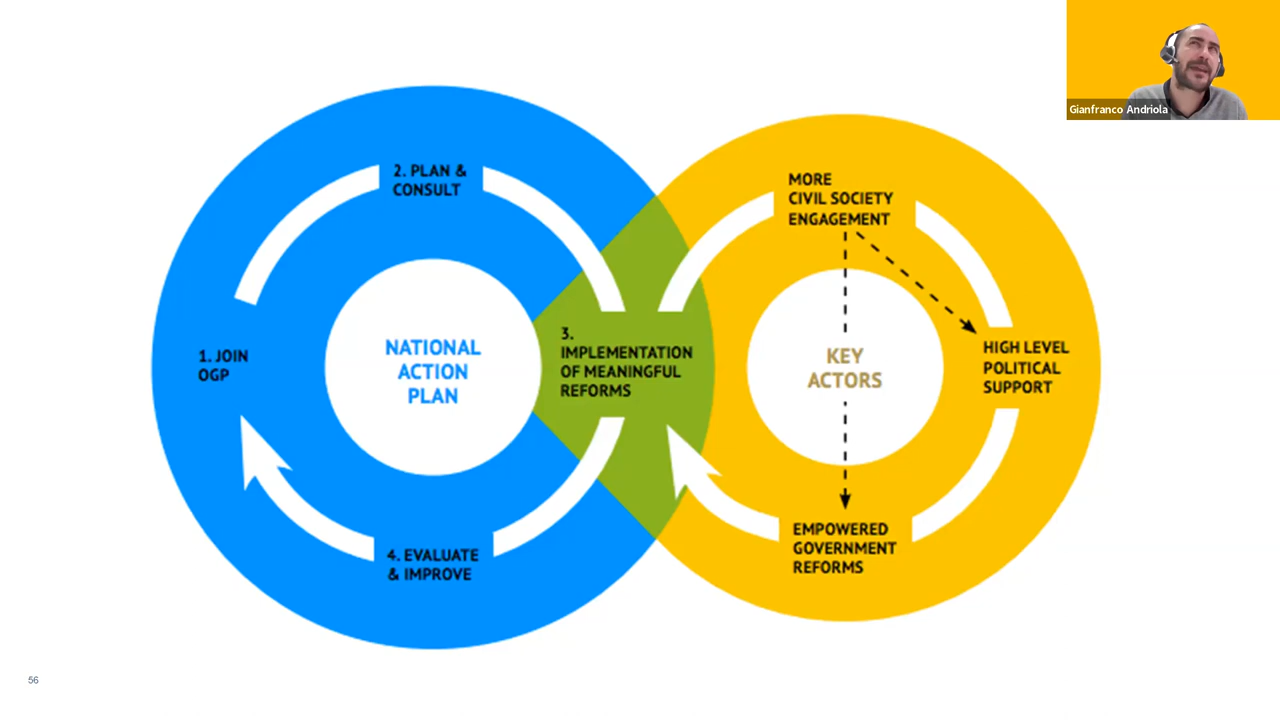 Gianfranco Andriola
2. PLAN &
CONSULT
1. JOIN
OGP
NATIONAL
ACTION
PLAN
3.
IMPLEMENTATION
OF MEANINGFUL
REFORMS
4. EVALUATE
& IMPROVE
MORE
CIVIL SOCIETY
ENGAGEMENT
KEY
ACTORS
HIGH LEVEL
POLITICAL
SUPPORT
EMPOWERED
GOVERNMENT
REFORMS
56